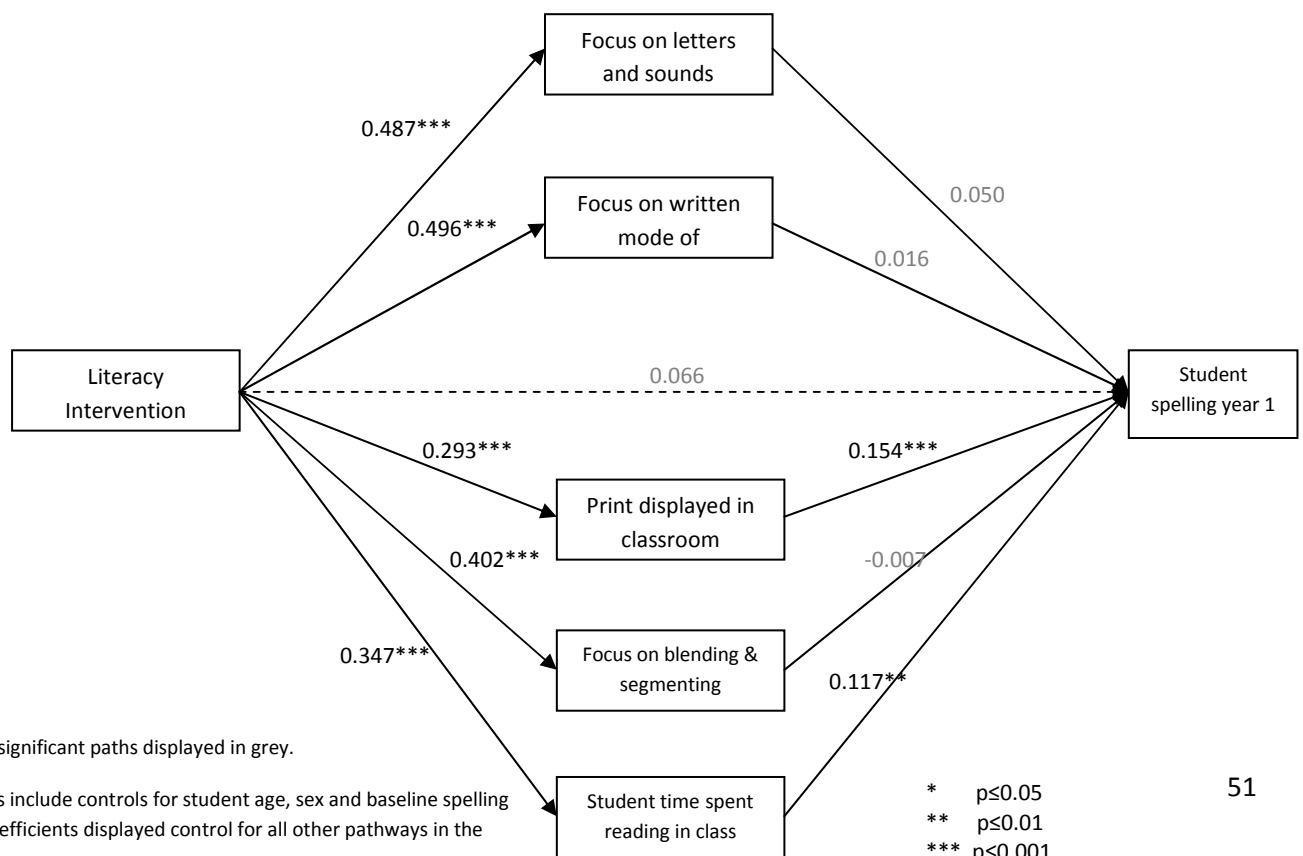 Focus on letters
and sounds
0.487***
0.050
Focus on written
mode of
0.496***
0.016
Literacy
Intervention
0.066
Student
spelling year 1
0.293***
0.154***
Print displayed in
classroom
0.402***
-0.007
Focus on blending &
segmenting
0.347***
0.117**
significant paths displayed in grey.
include controls for student age, sex and baseline spelling
displayed control for all other pathways in the
Student time spent
reading in class
* p≤0.05
** p≤0.01
*** p≤0.001
51